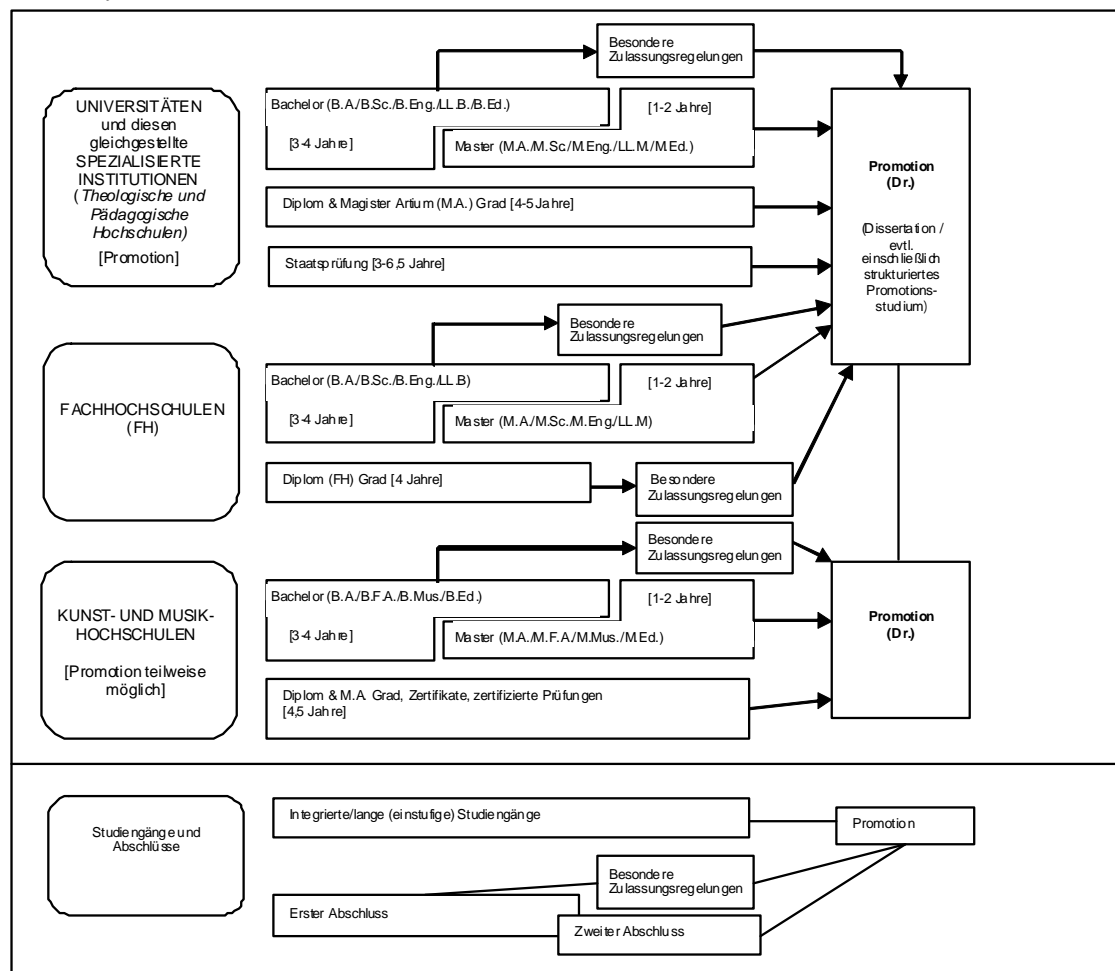 Besondere
Zulassungsregelungen
UNIVERSITÄTEN
und diesen
gleichgestellte
SPEZIALISIERTE
INSTITUTIONEN
(Theologische und
Pädagogische
Hochschulen)
[Promotion]
Bachelor (B.A./B.Sc./B.Eng./LL.B./B.Ed.)
[1-2 Jahre]
[3-4 Jahre]
Master (M.A./M.Sc./M.Eng./LL.M./M.Ed.)
Diplom & Magister Artium (M.A.) Grad [4-5 Jahre]
Staatsprüfung [3-6,5 Jahre]
Promotion
(Dr.)
(Dissertation /
evtl.
einschließlich
strukturiertes
Promotions-
studium)
Besondere
Zulassungsregelungen
FACHHOCHSCHULEN
(FH)
Bachelor (B.A./B.Sc./B.Eng./LL.B)
[1-2 Jahre]
[3-4 Jahre]
Master (M.A./M.Sc./M.Eng./LL.M)
Diplom (FH) Grad [4 Jahre]
Besondere
Zulassungsregelungen
Besondere
Zulassungsregelungen
KUNST- UND MUSIK-
HOCHSCHULEN
[Promotion teilweise
möglich]
Bachelor (B.A./B.F.A./B.Mus./B.Ed.)
[1-2 Jahre]
[3-4 Jahre]
Master (M.A./M.F.A./M.Mus./M.Ed.)
Diplom & M.A. Grad, Zertifikate, zertifizierte Prüfungen
[4,5 Jahre]
Promotion
(Dr.)
Studiengänge und
Abschlüsse
Integrierte/lange (einstufige) Studiengänge
Promotion
Besondere
Zulassungsregelungen
Erster Abschluss
Zweiter Abschluss